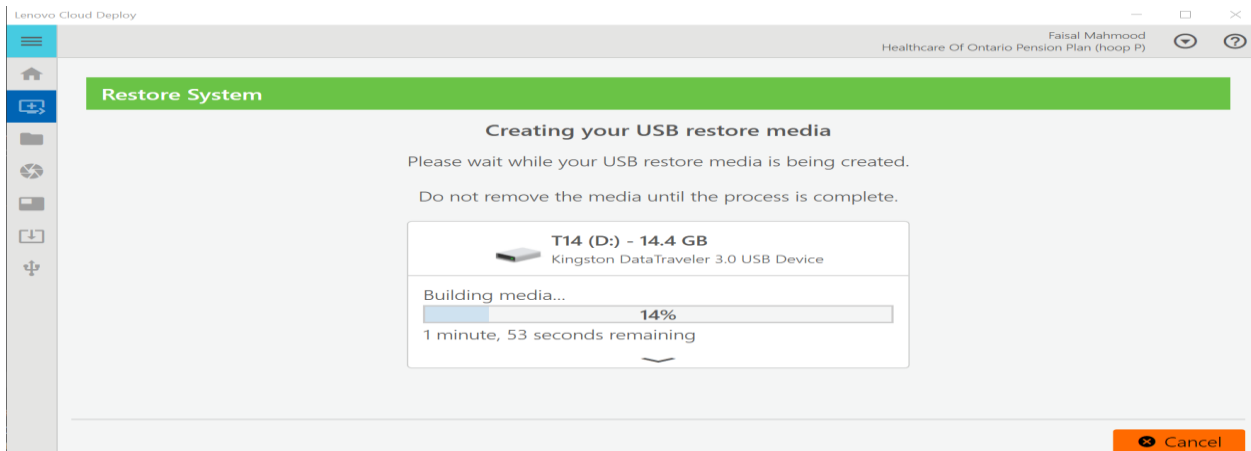 Lenovo Cloud Deploy
Faisal Mahmood
Healthcare Of Ontario Pension Plan (hoop P)
Restore System
Creating your USB restore media
Please wait while your USB restore media is being created.
Do not remove the media until the process is complete.
T14 (D:) - 14.4 GB
Kingston DataTraveler 3.0 USB Device
Building media...
14%
1 minute, 53 seconds remaining
Cancel